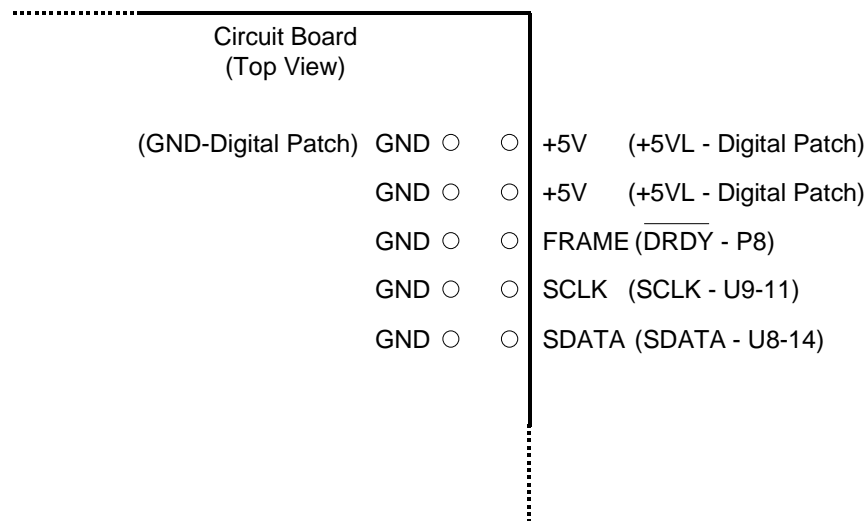 Circuit Board
(Top View)
(GND-Digital Patch) GND +5V (+5VL - Digital Patch)
GND +5V (+5VL - Digital Patch)
GND FRAME (D̅R̅D̅Y̅ - P8)
GND SCLK (SCLK - U9-11)
GND SDATA (SDATA - U8-14)